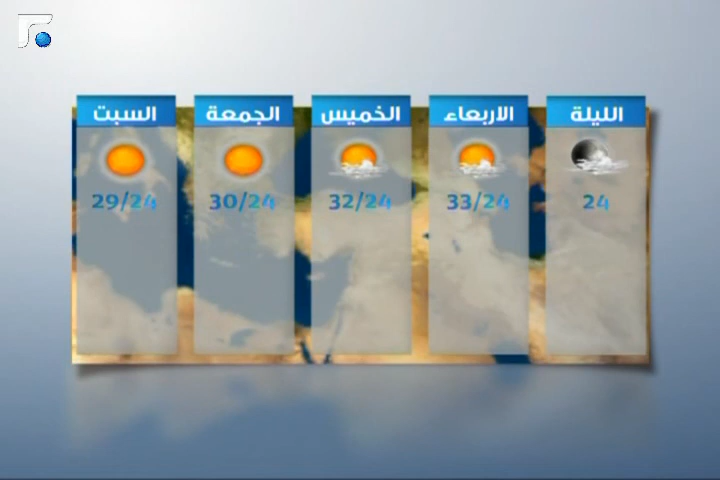 الليلة
24
الاربعاء
33/24
الخميس
32/24
الجمعة
30/24
السبت
29/24